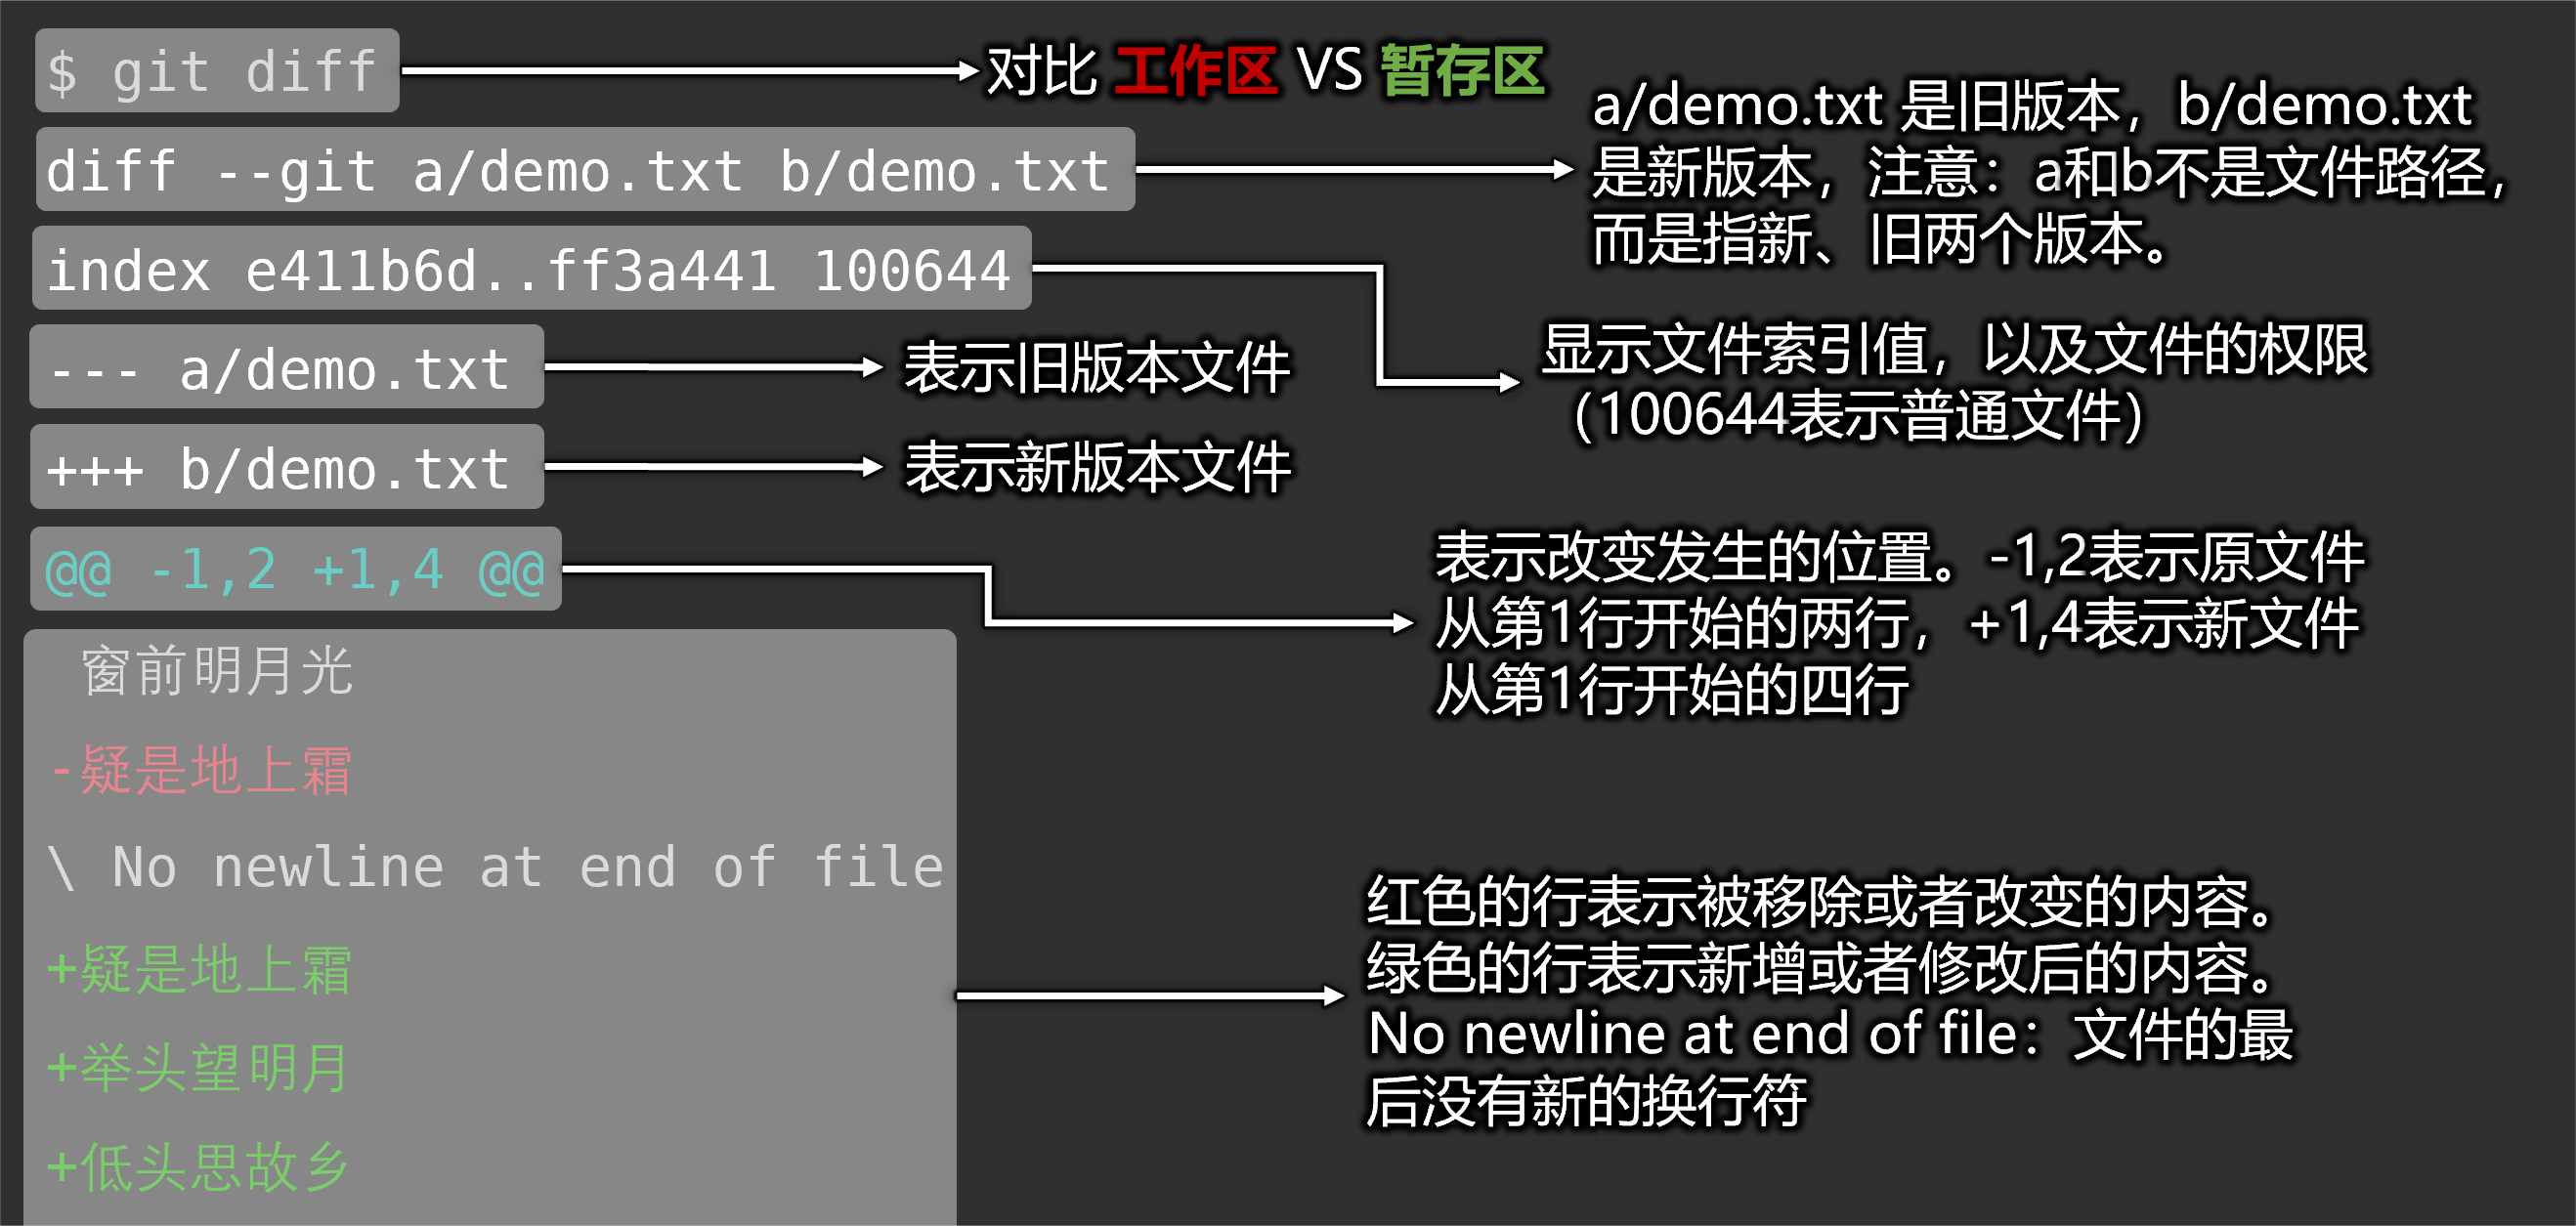 $ git diff
对比 工作区 VS 暂存区
diff --git a/demo.txt b/demo.txt
a/demo.txt 是旧版本，b/demo.txt
是新版本，注意：a和b不是文件路径，
而是指新、旧两个版本。
index e411b6d..ff3a441 100644
显示文件索引值，以及文件的权限
（100644表示普通文件）
--- a/demo.txt
表示旧版本文件
+++ b/demo.txt
表示新版本文件
@@ -1,2 +1,4 @@
表示改变发生的位置。-1,2表示原文件
从第1行开始的两行，+1,4表示新文件
从第1行开始的四行
窗前明月光
-疑是地上霜
\ No newline at end of file
+疑是地上霜
+举头望明月
+低头思故乡
红色的行表示被移除或者改变的内容。
绿色的行表示新增或者修改后的内容。
No newline at end of file：文件的最
后没有新的换行符